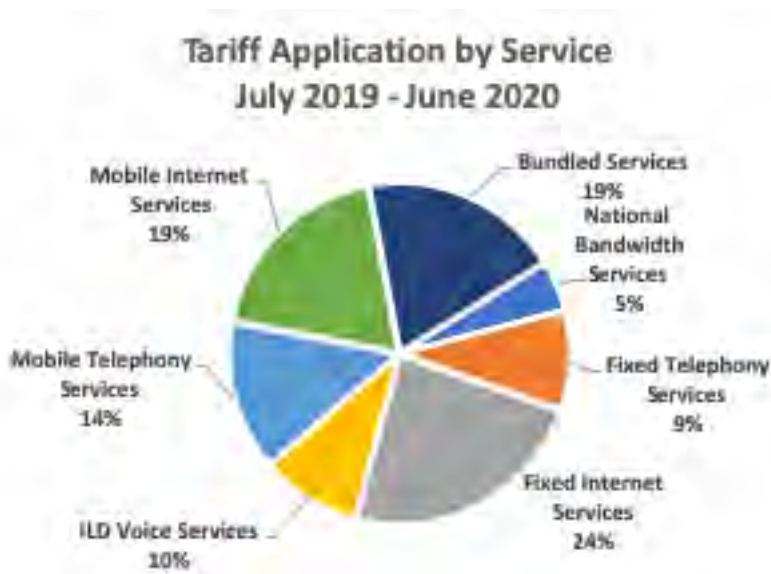 Tariff Application by Service
July 2019 - June 2020
Bundled Services
19%
National
Bandwidth
Services
5%
Fixed Telephony
Services
9%
Fixed Internet
Services
24%
ILD Voice Services
10%
Mobile Telephony
Services
14%
Mobile Internet
Services
19%